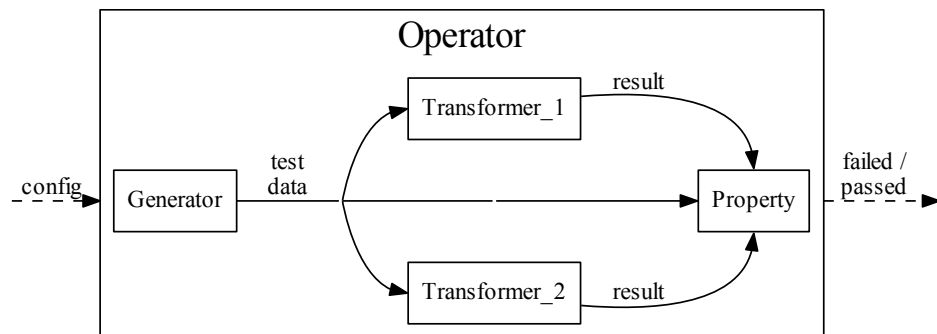 Operator
result
Transformer_1
test
data
failed /
passed
config
Generator
Property
Transformer_2
result